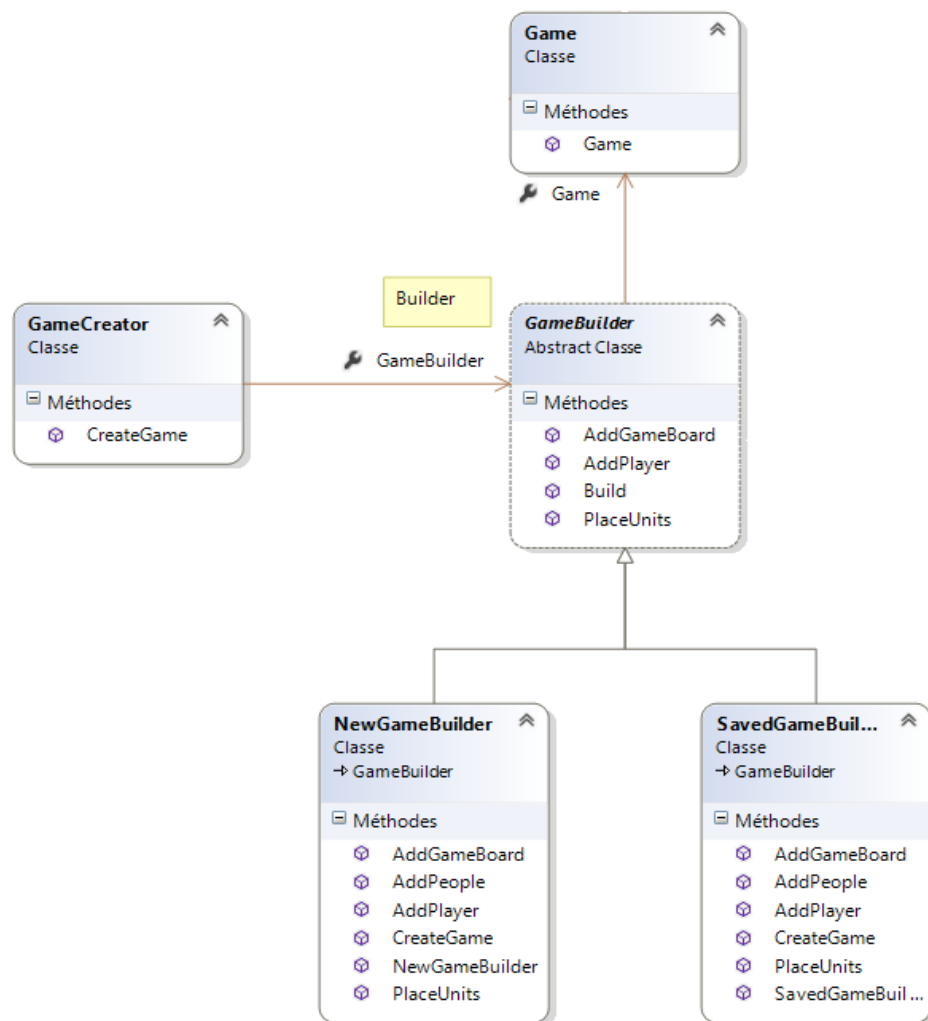 Game
Classe
Méthodes
Game
Game
Builder
GameCreator
Classe
Méthodes
CreateGame
GameBuilder
GameBuilder
Abstract Classe
Méthodes
AddGameBoard
AddPlayer
Build
PlaceUnits
NewGameBuilder
Classe
GameBuilder
Méthodes
AddGameBoard
AddPeople
AddPlayer
CreateGame
NewGameBuilder
PlaceUnits
SavedGameBuil...
Classe
GameBuilder
Méthodes
AddGameBoard
AddPeople
AddPlayer
CreateGame
PlaceUnits
SavedGameBuil...